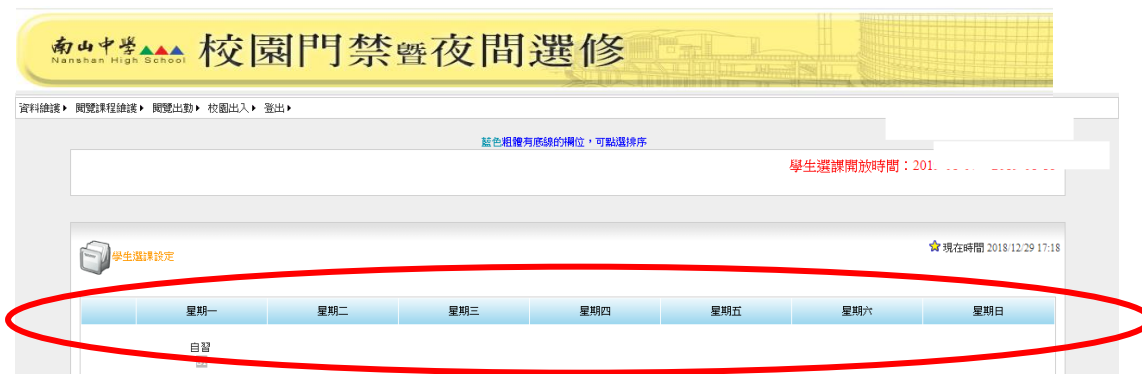 南山中學 校園門禁暨夜間選修
Nanshan High School
資料維護 閱覽課程維護 閱覽出勤 校園出入 登出
藍色粗體有底線的欄位，可點選排序
學生選課開放時間：201
學生選課設定 現在時間 2018/12/29 17:18
星期一 星期二 星期三 星期四 星期五 星期六 星期日
自習